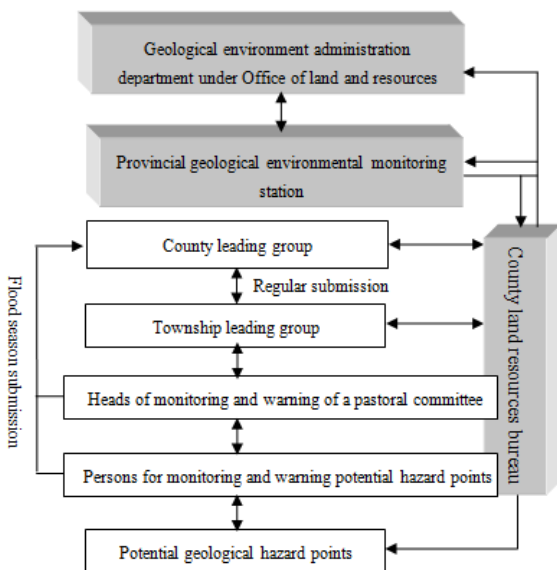 Geological environment administration
department under Office of land and resources
Provincial geological environmental monitoring
station
County leading group
Regular submission
Township leading group
Heads of monitoring and warning of a pastoral committee
Persons for monitoring and warning potential hazard points
Potential geological hazard points
Flood season submission
County land resources bureau